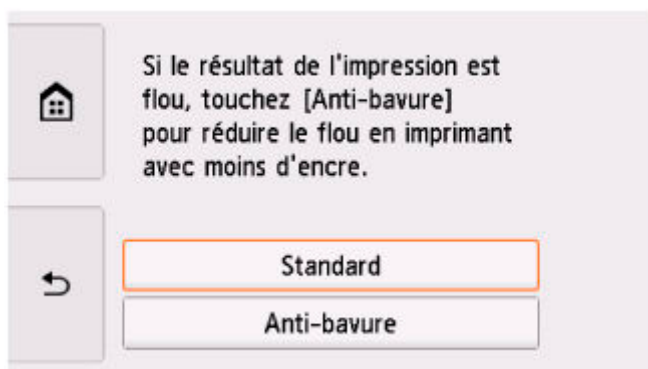 Si le résultat de l'impression est
flou, touchez [Anti-bavure]
pour réduire le flou en imprimant
avec moins d'encre.
Standard
Anti-bavure